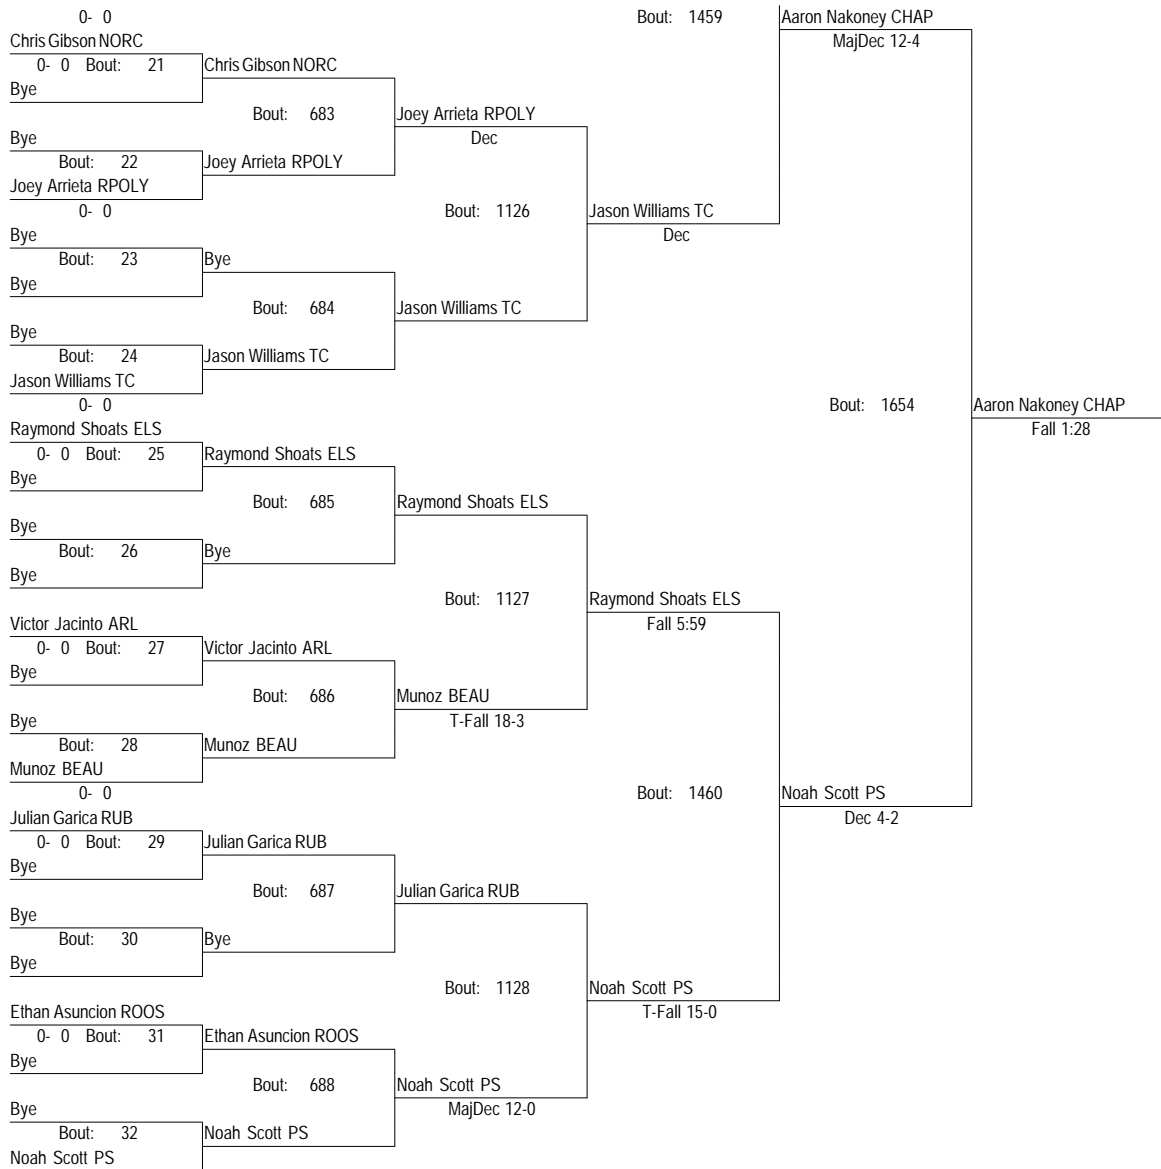 0- 0 Bout: 1459 Aaron Nakoney CHAP
Chris Gibson NORC MajDec 12-4
0- 0 Bout: 21 Chris Gibson NORC
Bye
Bout: 683 Joey Arrieta RPOLY
Bye Dec
Bout: 22 Joey Arrieta RPOLY
Joey Arrieta RPOLY
0- 0 Bout: 1126 Jason Williams TC
Bye Dec
Bout: 23 Bye
Bye
Bout: 684 Jason Williams TC
Bye
Bout: 24 Jason Williams TC
Jason Williams TC
0- 0 Bout: 1654 Aaron Nakoney CHAP
Raymond Shoats ELS Fall 1:28
0- 0 Bout: 25 Raymond Shoats ELS
Bye
Bout: 685 Raymond Shoats ELS
Bye
Bout: 26 Bye
Bye
Bout: 1127 Raymond Shoats ELS
Victor Jacinto ARL Fall 5:59
0- 0 Bout: 27 Victor Jacinto ARL
Bye
Bout: 686 Munoz BEAU
Bye T-Fall 18-3
Bout: 28 Munoz BEAU
Munoz BEAU
0- 0 Bout: 1460 Noah Scott PS
Julian Garica RUB Dec 4-2
0- 0 Bout: 29 Julian Garica RUB
Bye
Bout: 687 Julian Garica RUB
Bye
Bout: 30 Bye
Bye
Bout: 1128 Noah Scott PS
Ethan Asuncion ROOS T-Fall 15-0
0- 0 Bout: 31 Ethan Asuncion ROOS
Bye
Bout: 688 Noah Scott PS
Bye MajDec 12-0
Bout: 32 Noah Scott PS
Noah Scott PS